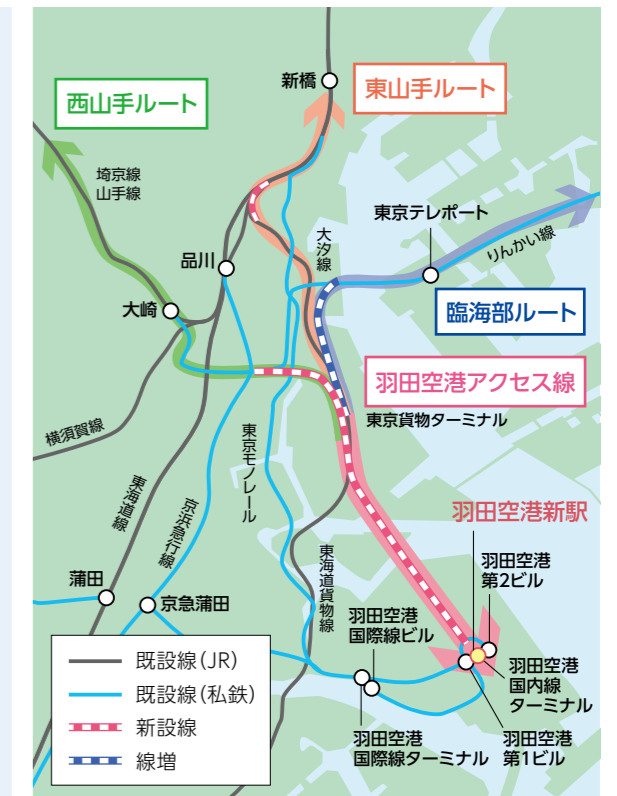 新橋
東山手ルート
西山手ルート
埼京線
山手線
東京テレポート
大汐線
りんかい線
品川
大崎
臨海部ルート
羽田空港アクセス線
東京貨物ターミナル
横須賀線
東京モノレール
東海道線
京浜急行線
羽田空港新駅
東海道貨物線
羽田空港
第2ビル
蒲田
京急蒲田
羽田空港
国際線ビル
羽田空港
国内線
ターミナル
羽田空港
国際線ターミナル
羽田空港
第1ビル
既設線(JR)
既設線(私鉄)
新設線
線増